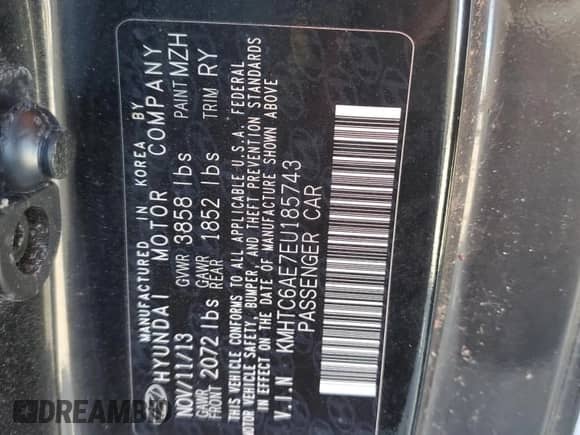 MANUFACTURED IN KOREA BY
HYUNDAI MOTOR COMPANY
NOV/11/13 GVWR 3858 lbs PAINT MZH
GAWR FRONT 2072 lbs GAWR REAR 1852 lbs TRIM RY
THIS VEHICLE CONFORMS TO ALL APPLICABLE U.S.A. FEDERAL
MOTOR VEHICLE SAFETY, BUMPER, AND THEFT PREVENTION STANDARDS
IN EFFECT ON THE DATE OF MANUFACTURE SHOWN ABOVE
V.I.N : KMHTC6AE7EU185743
PASSENGER CAR
DREAMBID